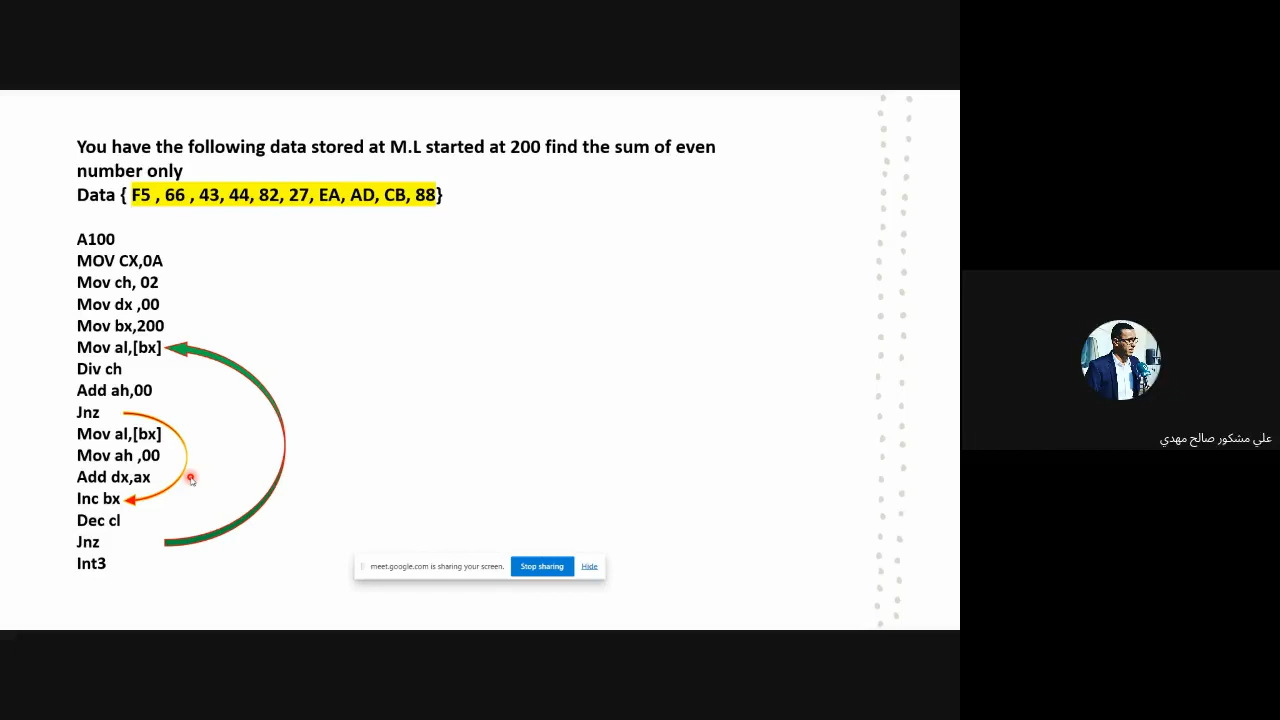 You have the following data stored at M.L started at 200 find the sum of even
number only
Data { F5 , 66 , 43, 44, 82, 27, EA, AD, CB, 88}
A100
MOV CX,0A
Mov ch, 02
Mov dx ,00
Mov bx,200
Mov al,[bx]
Div ch
Add ah,00
Jnz
Mov al,[bx]
Mov ah ,00
Add dx,ax
Inc bx
Dec cl
Jnz
Int3
meet.google.com is sharing your screen. Stop sharing Hide
علي مشكور صالح مهدي